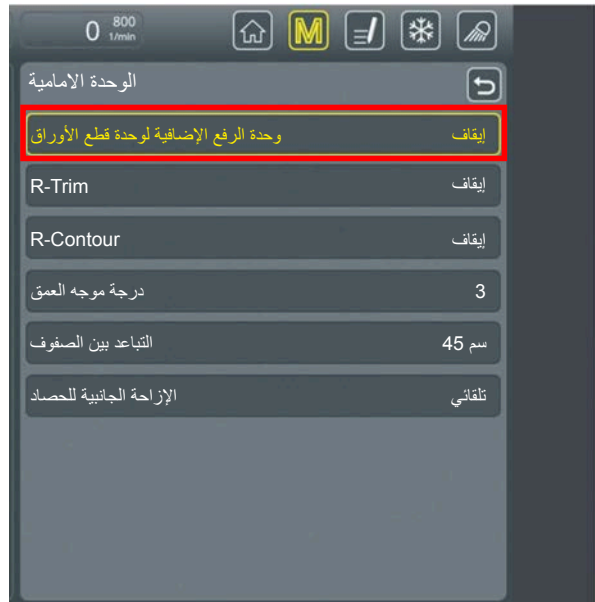 0 800 1/min M
الوحدة الامامية
وحدة الرفع الإضافية لوحدة قطع الأوراق إيقاف
R-Trim إيقاف
R-Contour إيقاف
درجة موجه العمق 3
التباعد بين الصفوف 45 سم
الإزاحة الجانبية للحصاد تلقائي